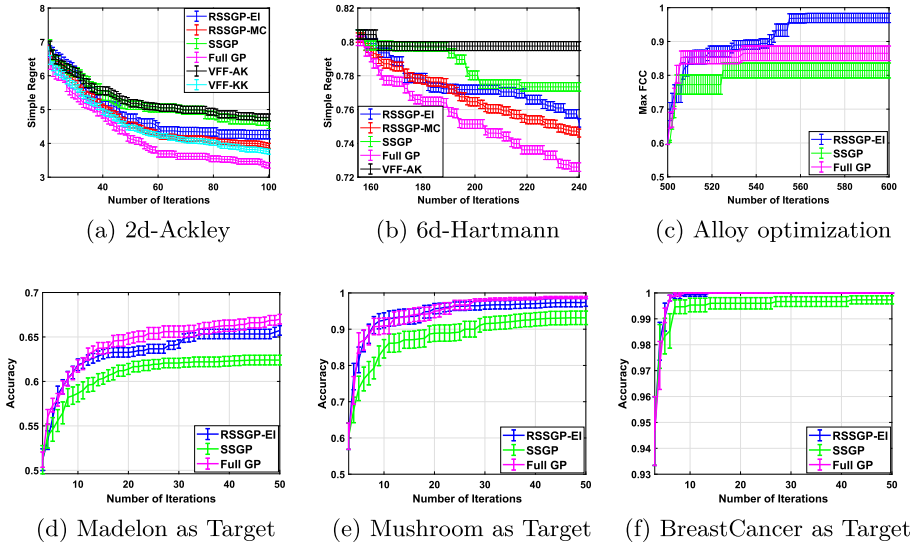 Simple Regret
8
7
6
5
4
3
40
60
80
100
Number of Iterations
RSSGP-EI
RSSGP-MC
SSGP
Full GP
VFF-AK
VFF-KK
(a) 2d-Ackley
Simple Regret
0.82
0.8
0.78
0.76
0.74
0.72
160
180
200
220
240
Number of Iterations
RSSGP-EI
RSSGP-MC
SSGP
Full GP
VFF-AK
(b) 6d-Hartmann
Max FCC
1
0.9
0.8
0.7
0.6
0.5
500
520
540
560
580
600
Number of Iterations
RSSGP-EI
SSGP
Full GP
(c) Alloy optimization
Accuracy
0.7
0.65
0.6
0.55
0.5
10
20
30
40
50
Number of Iterations
RSSGP-EI
SSGP
Full GP
(d) Madelon as Target
Accuracy
1
0.9
0.8
0.7
0.6
0.5
10
20
30
40
50
Number of Iterations
RSSGP-EI
SSGP
Full GP
(e) Mushroom as Target
Accuracy
1
0.99
0.98
0.97
0.96
0.95
0.94
0.93
10
20
30
40
50
Number of Iterations
RSSGP-EI
SSGP
Full GP
(f) BreastCancer as Target